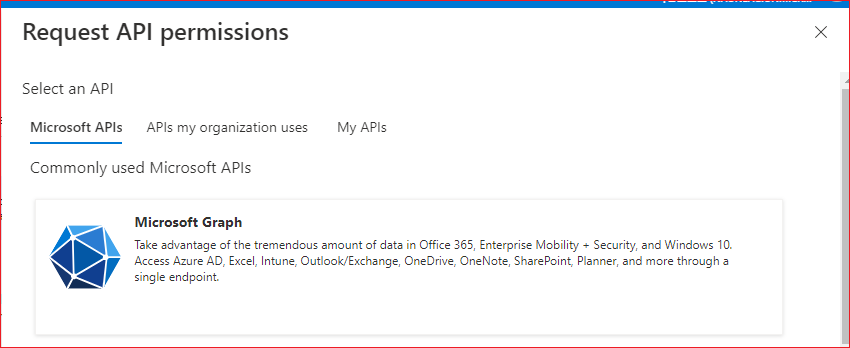 Request API permissions
Select an API
Microsoft APIs APIs my organization uses My APIs
Commonly used Microsoft APIs
Microsoft Graph
Take advantage of the tremendous amount of data in Office 365, Enterprise Mobility + Security, and Windows 10.
Access Azure AD, Excel, Intune, Outlook/Exchange, OneDrive, OneNote, SharePoint, Planner, and more through a
single endpoint.